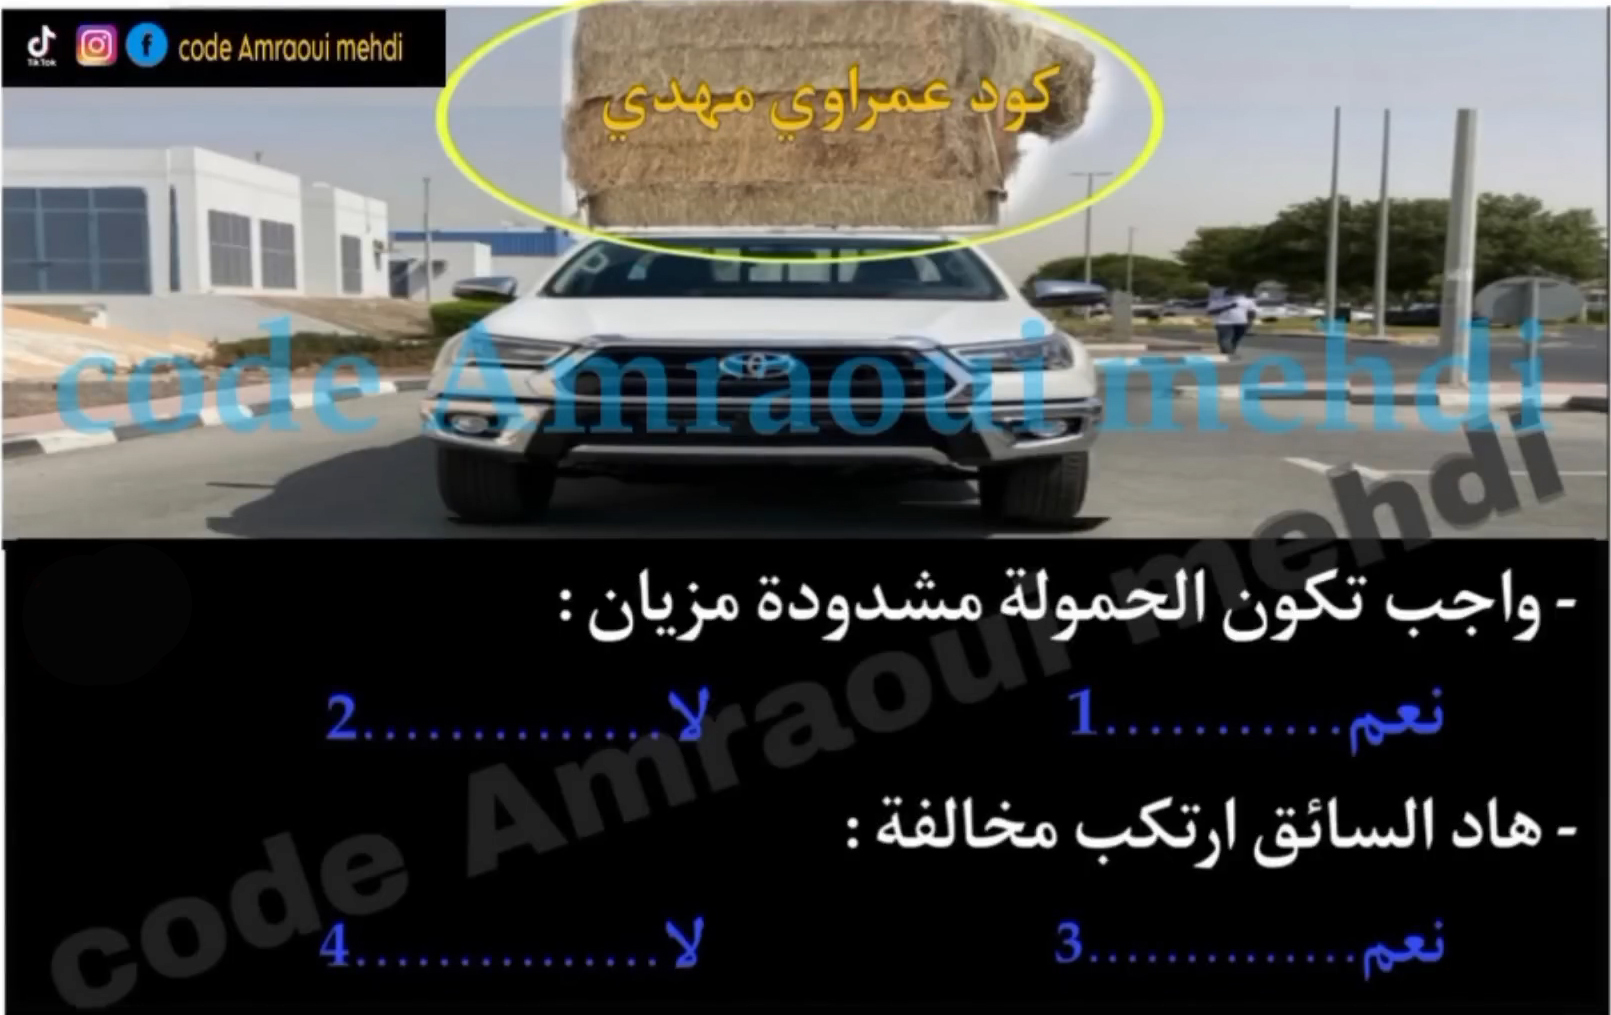 TikTok
code Amraoui mehdi
كود عمراوي مهدي
code Amraoui mehdi
code Amraoui mehdi
- واجب تكون الحمولة مشدودة مزيان :
نعم...........1 لا..............2
- هاد السائق ارتكب مخالفة :
نعم.............3 لا...............4